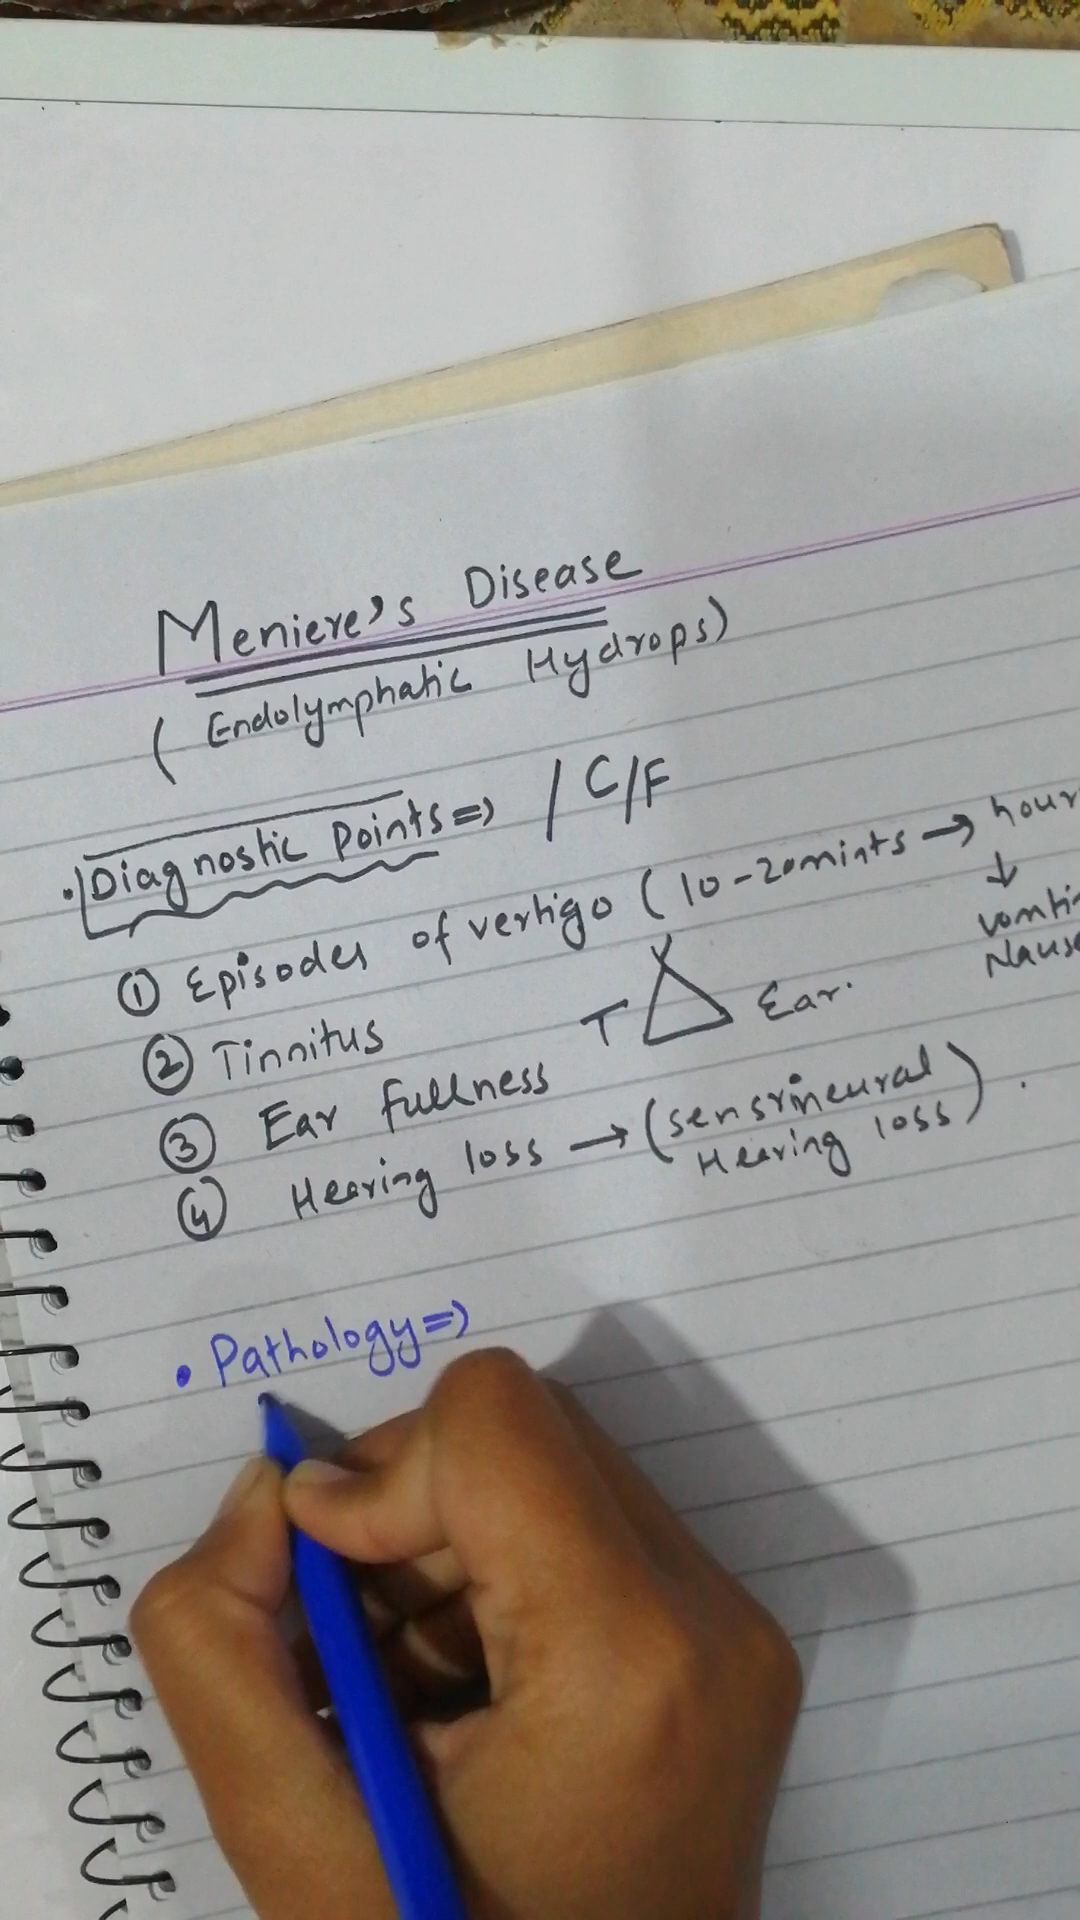 Meniere's Disease
( Endolymphatic Hydrops)
• Diagnostic Points => / C/F
① Episodes of vertigo ( 10-20mints → hour
↓
② Tinnitus
T Ear.
③ Ear fullness
④ Hearing loss → (sensrineural
Hearing loss) .
• Pathology =>